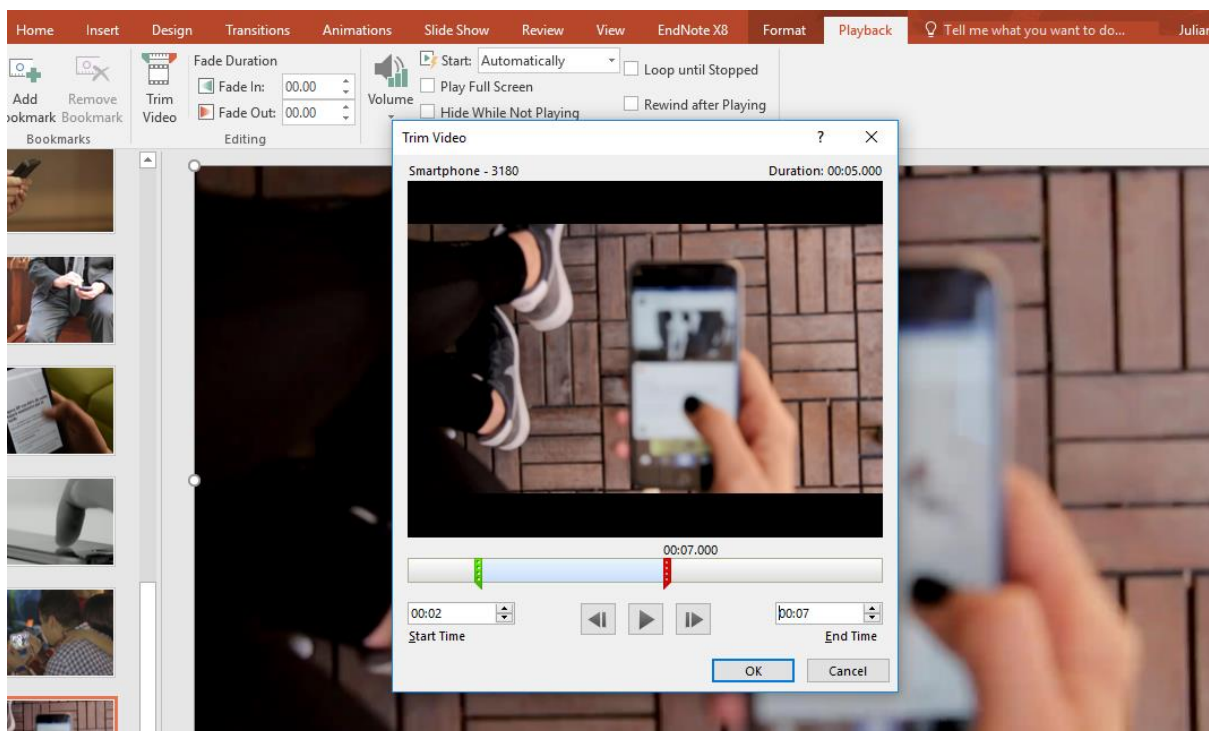 Home Insert Design Transitions Animations Slide Show Review View EndNote X8 Format Playback Tell me what you want to do... Julian
Add
ookmark
Remove
Bookmark
Bookmarks
Trim
Video
Fade Duration
Fade In: 00.00
Fade Out: 00.00
Editing
Volume
Start: Automatically
Play Full Screen
Hide While Not Playing
Loop until Stopped
Rewind after Playing
Trim Video ? X
Smartphone - 3180 Duration: 00:05.000
00:07.000
00:02 00:07
Start Time End Time
OK Cancel